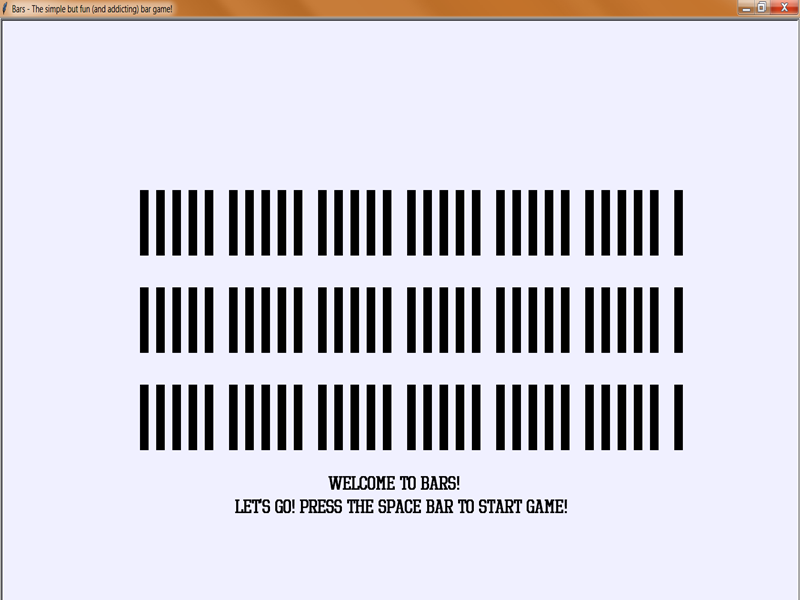 Bars - The simple but fun (and addicting) bar game!
WELCOME TO BARS!
LET'S GO! PRESS THE SPACE BAR TO START GAME!